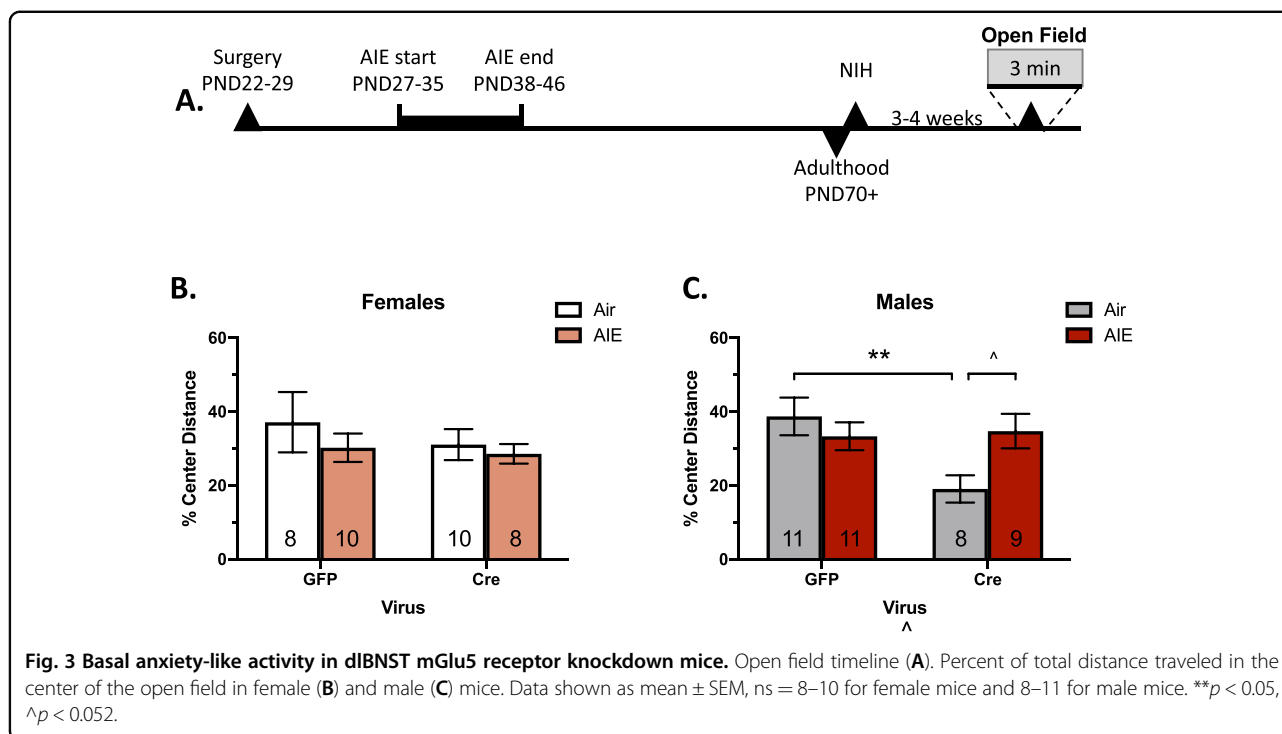 Open Field
3 min
Surgery
PND22-29
AIE start
PND27-35
AIE end
PND38-46
NIH
3-4 weeks
A.
Adulthood
PND70+
B.
Females
Air
AIE
% Center Distance
60
40
20
0
8
10
10
8
GFP
Cre
Virus
C.
Males
Air
AIE
% Center Distance
60
40
20
0
**
^
11
11
8
9
GFP
Cre
Virus
^
Fig. 3 Basal anxiety-like activity in dlBNST mGlu5 receptor knockdown mice. Open field timeline (A). Percent of total distance traveled in the
center of the open field in female (B) and male (C) mice. Data shown as mean ± SEM, ns = 8–10 for female mice and 8–11 for male mice. **p < 0.05,
^p < 0.052.